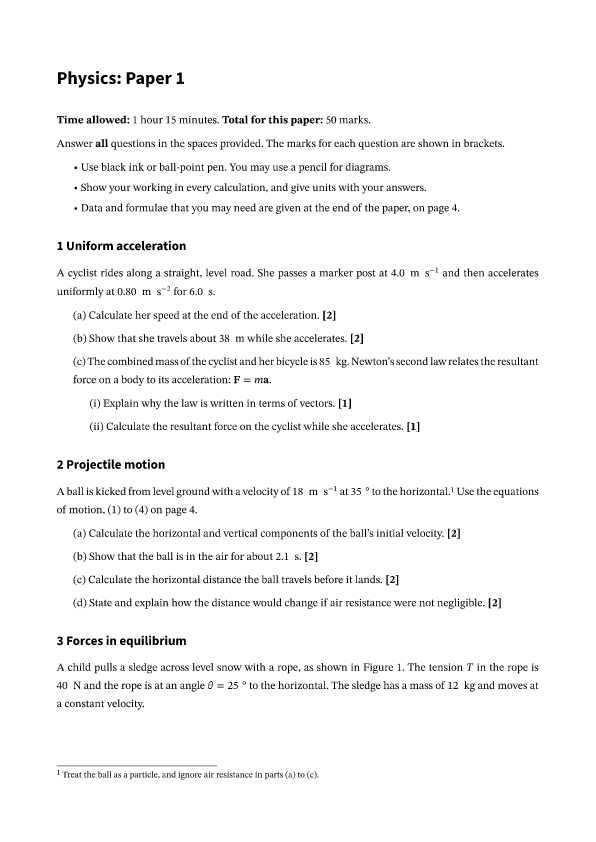 Physics: Paper 1
Time allowed: 1 hour 15 minutes. Total for this paper: 50 marks.
Answer all questions in the spaces provided. The marks for each question are shown in brackets.
• Use black ink or ball-point pen. You may use a pencil for diagrams.
• Show your working in every calculation, and give units with your answers.
• Data and formulae that you may need are given at the end of the paper, on page 4.
1 Uniform acceleration
A cyclist rides along a straight, level road. She passes a marker post at 4.0 m s⁻¹ and then accelerates
uniformly at 0.80 m s⁻² for 6.0 s.
(a) Calculate her speed at the end of the acceleration. [2]
(b) Show that she travels about 38 m while she accelerates. [2]
(c) The combined mass of the cyclist and her bicycle is 85 kg. Newton’s second law relates the resultant
force on a body to its acceleration: F = ma.
(i) Explain why the law is written in terms of vectors. [1]
(ii) Calculate the resultant force on the cyclist while she accelerates. [1]
2 Projectile motion
A ball is kicked from level ground with a velocity of 18 m s⁻¹ at 35 ° to the horizontal.¹ Use the equations
of motion, (1) to (4) on page 4.
(a) Calculate the horizontal and vertical components of the ball’s initial velocity. [2]
(b) Show that the ball is in the air for about 2.1 s. [2]
(c) Calculate the horizontal distance the ball travels before it lands. [2]
(d) State and explain how the distance would change if air resistance were not negligible. [2]
3 Forces in equilibrium
A child pulls a sledge across level snow with a rope, as shown in Figure 1. The tension T in the rope is
40 N and the rope is at an angle θ = 25 ° to the horizontal. The sledge has a mass of 12 kg and moves at
a constant velocity.
¹ Treat the ball as a particle, and ignore air resistance in parts (a) to (c).